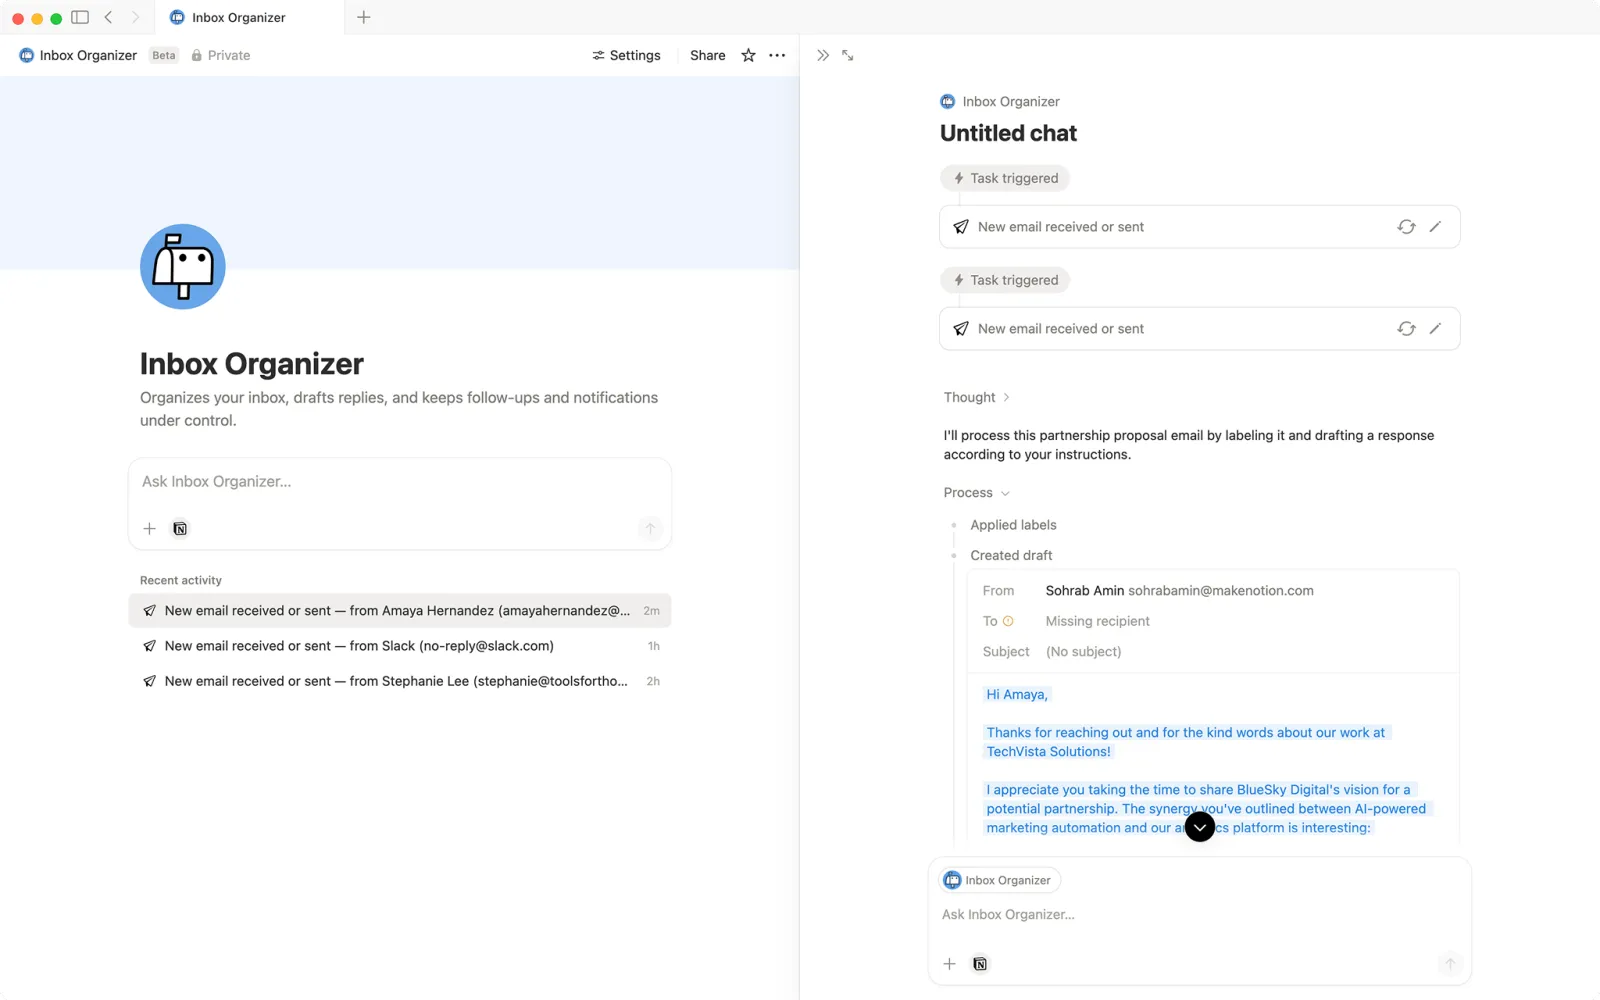 Inbox Organizer
Inbox Organizer Beta Private Settings Share
Inbox Organizer
Organizes your inbox, drafts replies, and keeps follow-ups and notifications
under control.
Ask Inbox Organizer...
Recent activity
New email received or sent — from Amaya Hernandez (amayahernandez@... 2m
New email received or sent — from Slack (no-reply@slack.com) 1h
New email received or sent — from Stephanie Lee (stephanie@toolsfortho... 2h
Inbox Organizer
Untitled chat
Task triggered
New email received or sent
Task triggered
New email received or sent
Thought
I'll process this partnership proposal email by labeling it and drafting a response
according to your instructions.
Process
Applied labels
Created draft
From Sohrab Amin sohrabamin@makenotion.com
To Missing recipient
Subject (No subject)
Hi Amaya,
Thanks for reaching out and for the kind words about our work at
TechVista Solutions!
I appreciate you taking the time to share BlueSky Digital's vision for a
potential partnership. The synergy you've outlined between AI-powered
marketing automation and our platform is interesting:
Inbox Organizer
Ask Inbox Organizer...